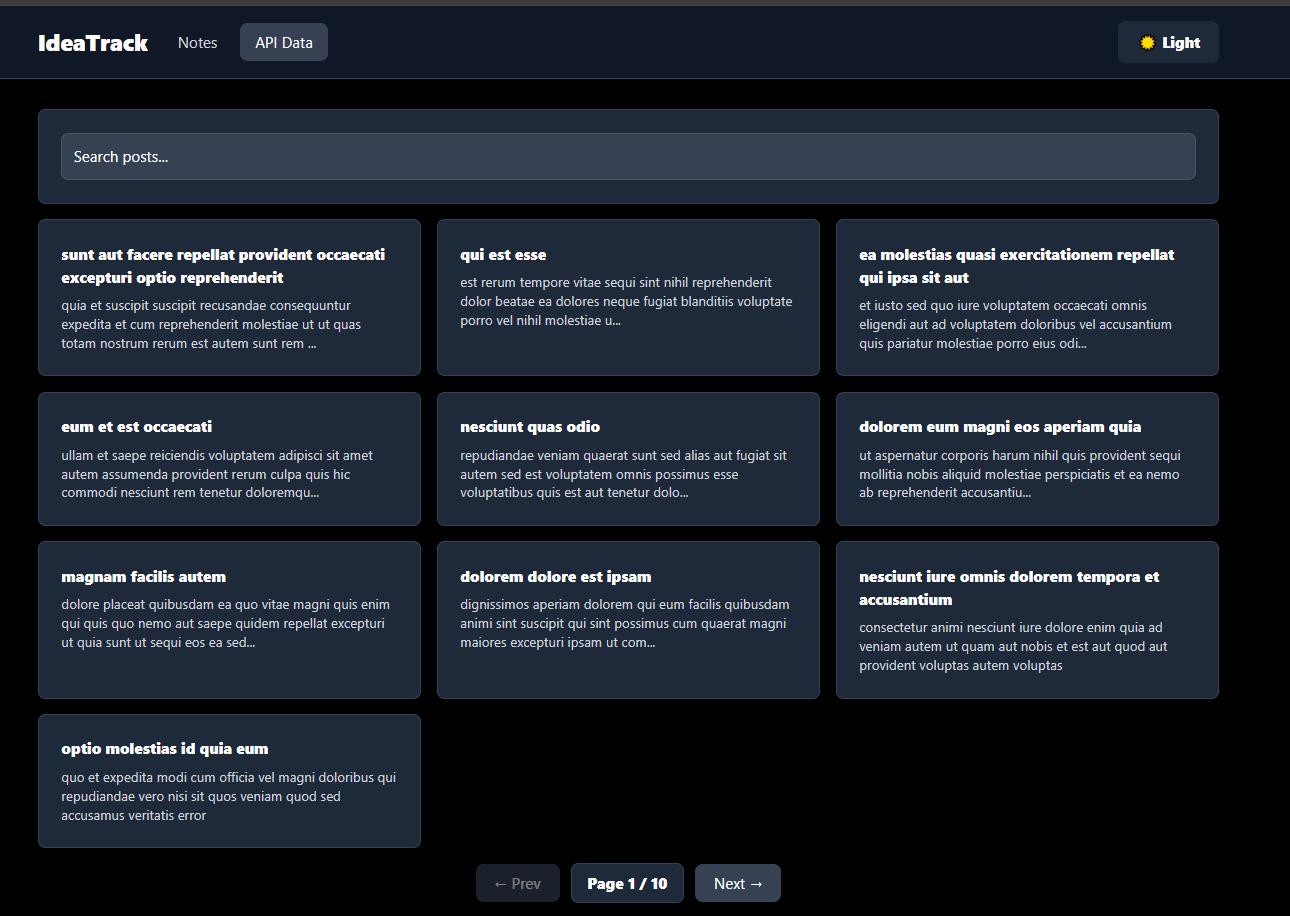 IdeaTrack
Notes
API Data
Light
Search posts...
sunt aut facere repellat provident occaecati
excepturi optio reprehenderit
quia et suscipit suscipit recusandae consequuntur
expedita et cum reprehenderit molestiae ut ut quas
totam nostrum rerum est autem sunt rem ...
qui est esse
est rerum tempore vitae sequi sint nihil reprehenderit
dolor beatae ea dolores neque fugiat blanditiis voluptate
porro vel nihil molestiae u...
ea molestias quasi exercitationem repellat
qui ipsa sit aut
et iusto sed quo iure voluptatem occaecati omnis
eligendi aut ad voluptatem doloribus vel accusantium
quis pariatur molestiae porro eius odi...
eum et est occaecati
ullam et saepe reiciendis voluptatem adipisci sit amet
autem assumenda provident rerum culpa quis hic
commodi nesciunt rem tenetur doloremqu...
nesciunt quas odio
repudiandae veniam quaerat sunt sed alias aut fugiat sit
autem sed est voluptatem omnis possimus esse
voluptatibus quis est aut tenetur dolo...
dolorem eum magni eos aperiam quia
ut aspernatur corporis harum nihil quis provident sequi
mollitia nobis aliquid molestiae perspiciatis et ea nemo
ab reprehenderit accusantiu...
magnam facilis autem
dolore placeat quibusdam ea quo vitae magni quis enim
qui quis quo nemo aut saepe quidem repellat excepturi
ut quia sunt ut sequi eos ea sed...
dolorem dolore est ipsam
dignissimos aperiam dolorem qui eum facilis quibusdam
animi sint suscipit qui sint possimus cum quaerat magni
maiores excepturi ipsam ut com...
nesciunt iure omnis dolorem tempora et
accusantium
consectetur animi nesciunt iure dolore enim quia ad
veniam autem ut quam aut nobis et est aut quod aut
provident voluptas autem voluptas
optio molestias id quia eum
quo et expedita modi cum officia vel magni doloribus qui
repudiandae vero nisi sit quos veniam quod sed
accusamus veritatis error
← Prev
Page 1 / 10
Next →